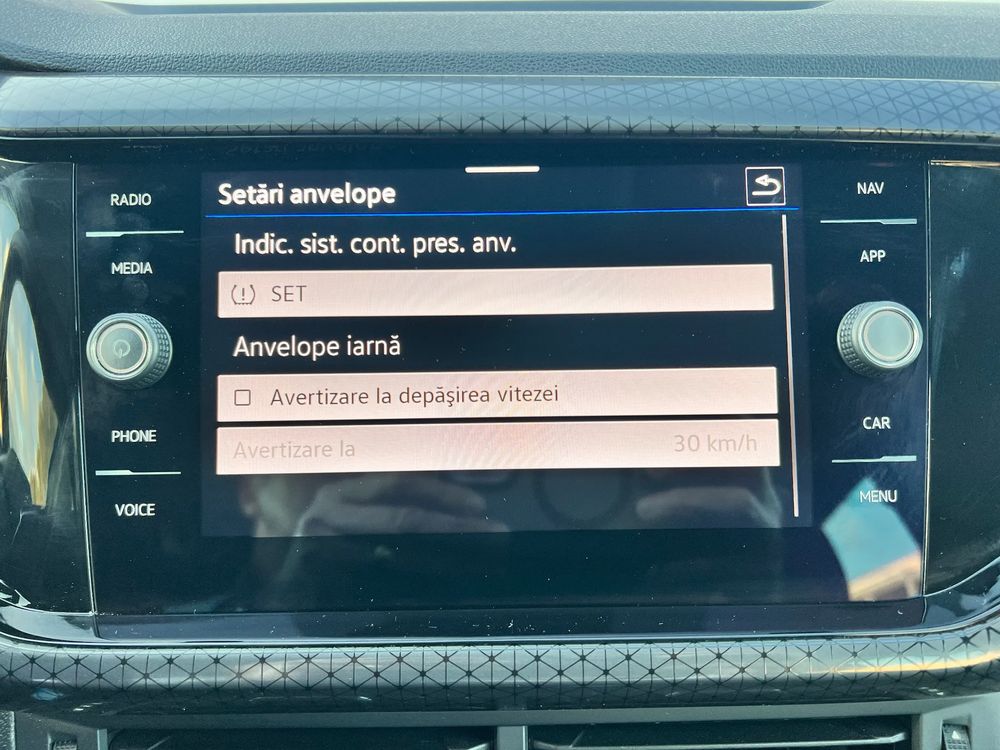 RADIO
MEDIA
PHONE
VOICE
Setări anvelope
Indic. sist. cont. pres. anv.
SET
Anvelope iarnă
Avertizare la depăşirea vitezei
Avertizare la 30 km/h
NAV
APP
CAR
MENU